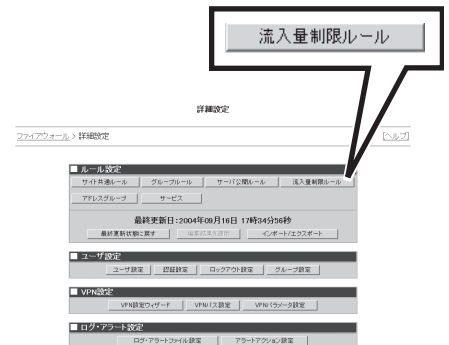 流入量制限ルール
詳細設定
ファイアウォール > 詳細設定 [ヘルプ]
■ ルール設定
サイト共通ルール グループルール サーバ公開ルール 流入量制限ルール
アドレスグループ サービス
最終更新日:2004年09月16日 17時34分56秒
最終更新状態に戻す 編集結果を適用 インポート/エクスポート
■ ユーザ設定
ユーザ設定 認証設定 ロックアウト設定 グループ設定
■ VPN設定
VPN設定ウィザード VPNパス設定 VPNパラメータ設定
■ ログ・アラート設定
ログ・アラートファイル設定 アラートアクション設定